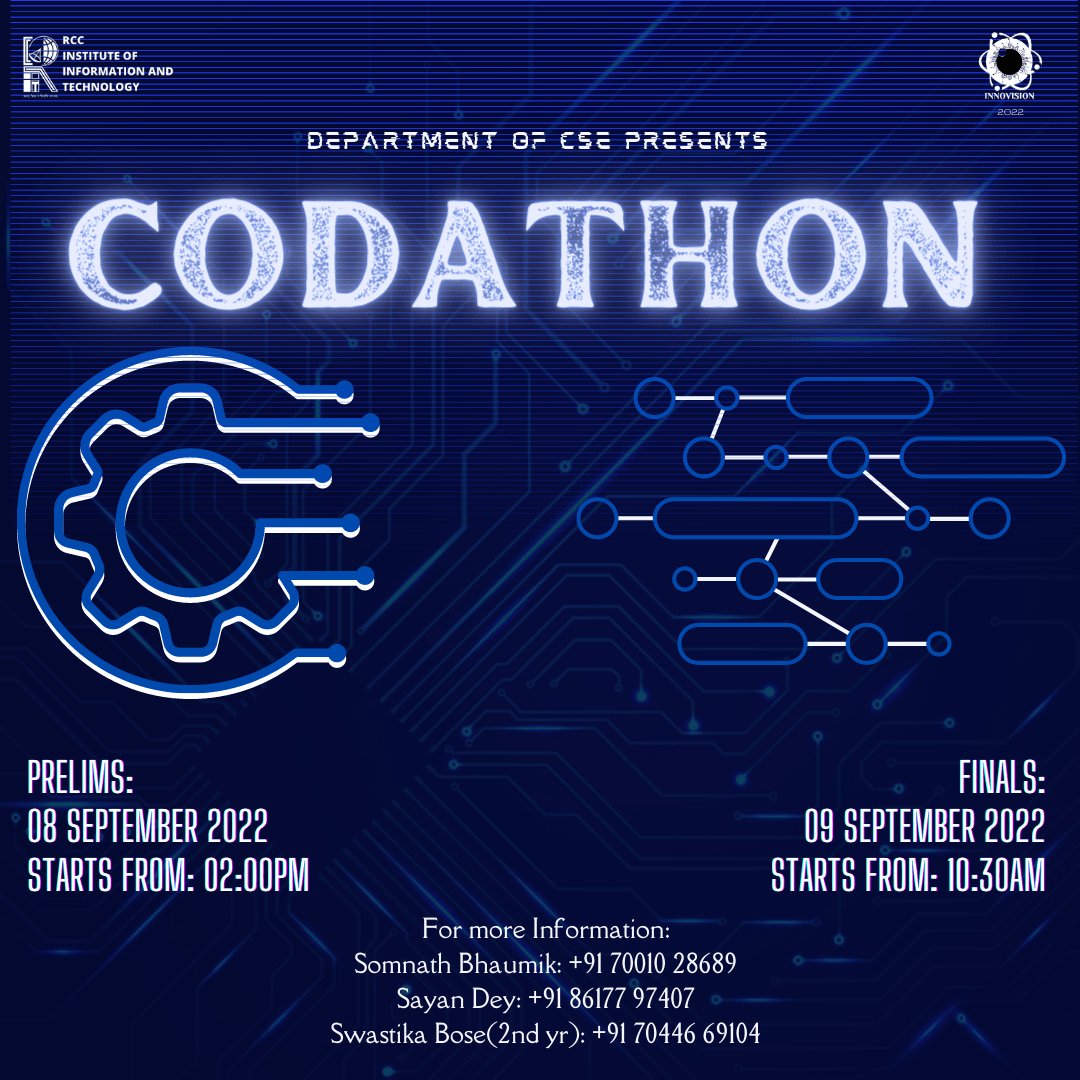 RCC
INSTITUTE OF
INFORMATION AND
TECHNOLOGY
INNOVISION
2022
DEPARTMENT OF CSE PRESENTS
CODATHON
PRELIMS:
08 SEPTEMBER 2022
STARTS FROM: 02:00PM
FINALS:
09 SEPTEMBER 2022
STARTS FROM: 10:30AM
For more Information:
Somnath Bhaumik: +91 70010 28689
Sayan Dey: +91 86177 97407
Swastika Bose(2nd yr): +91 70446 69104